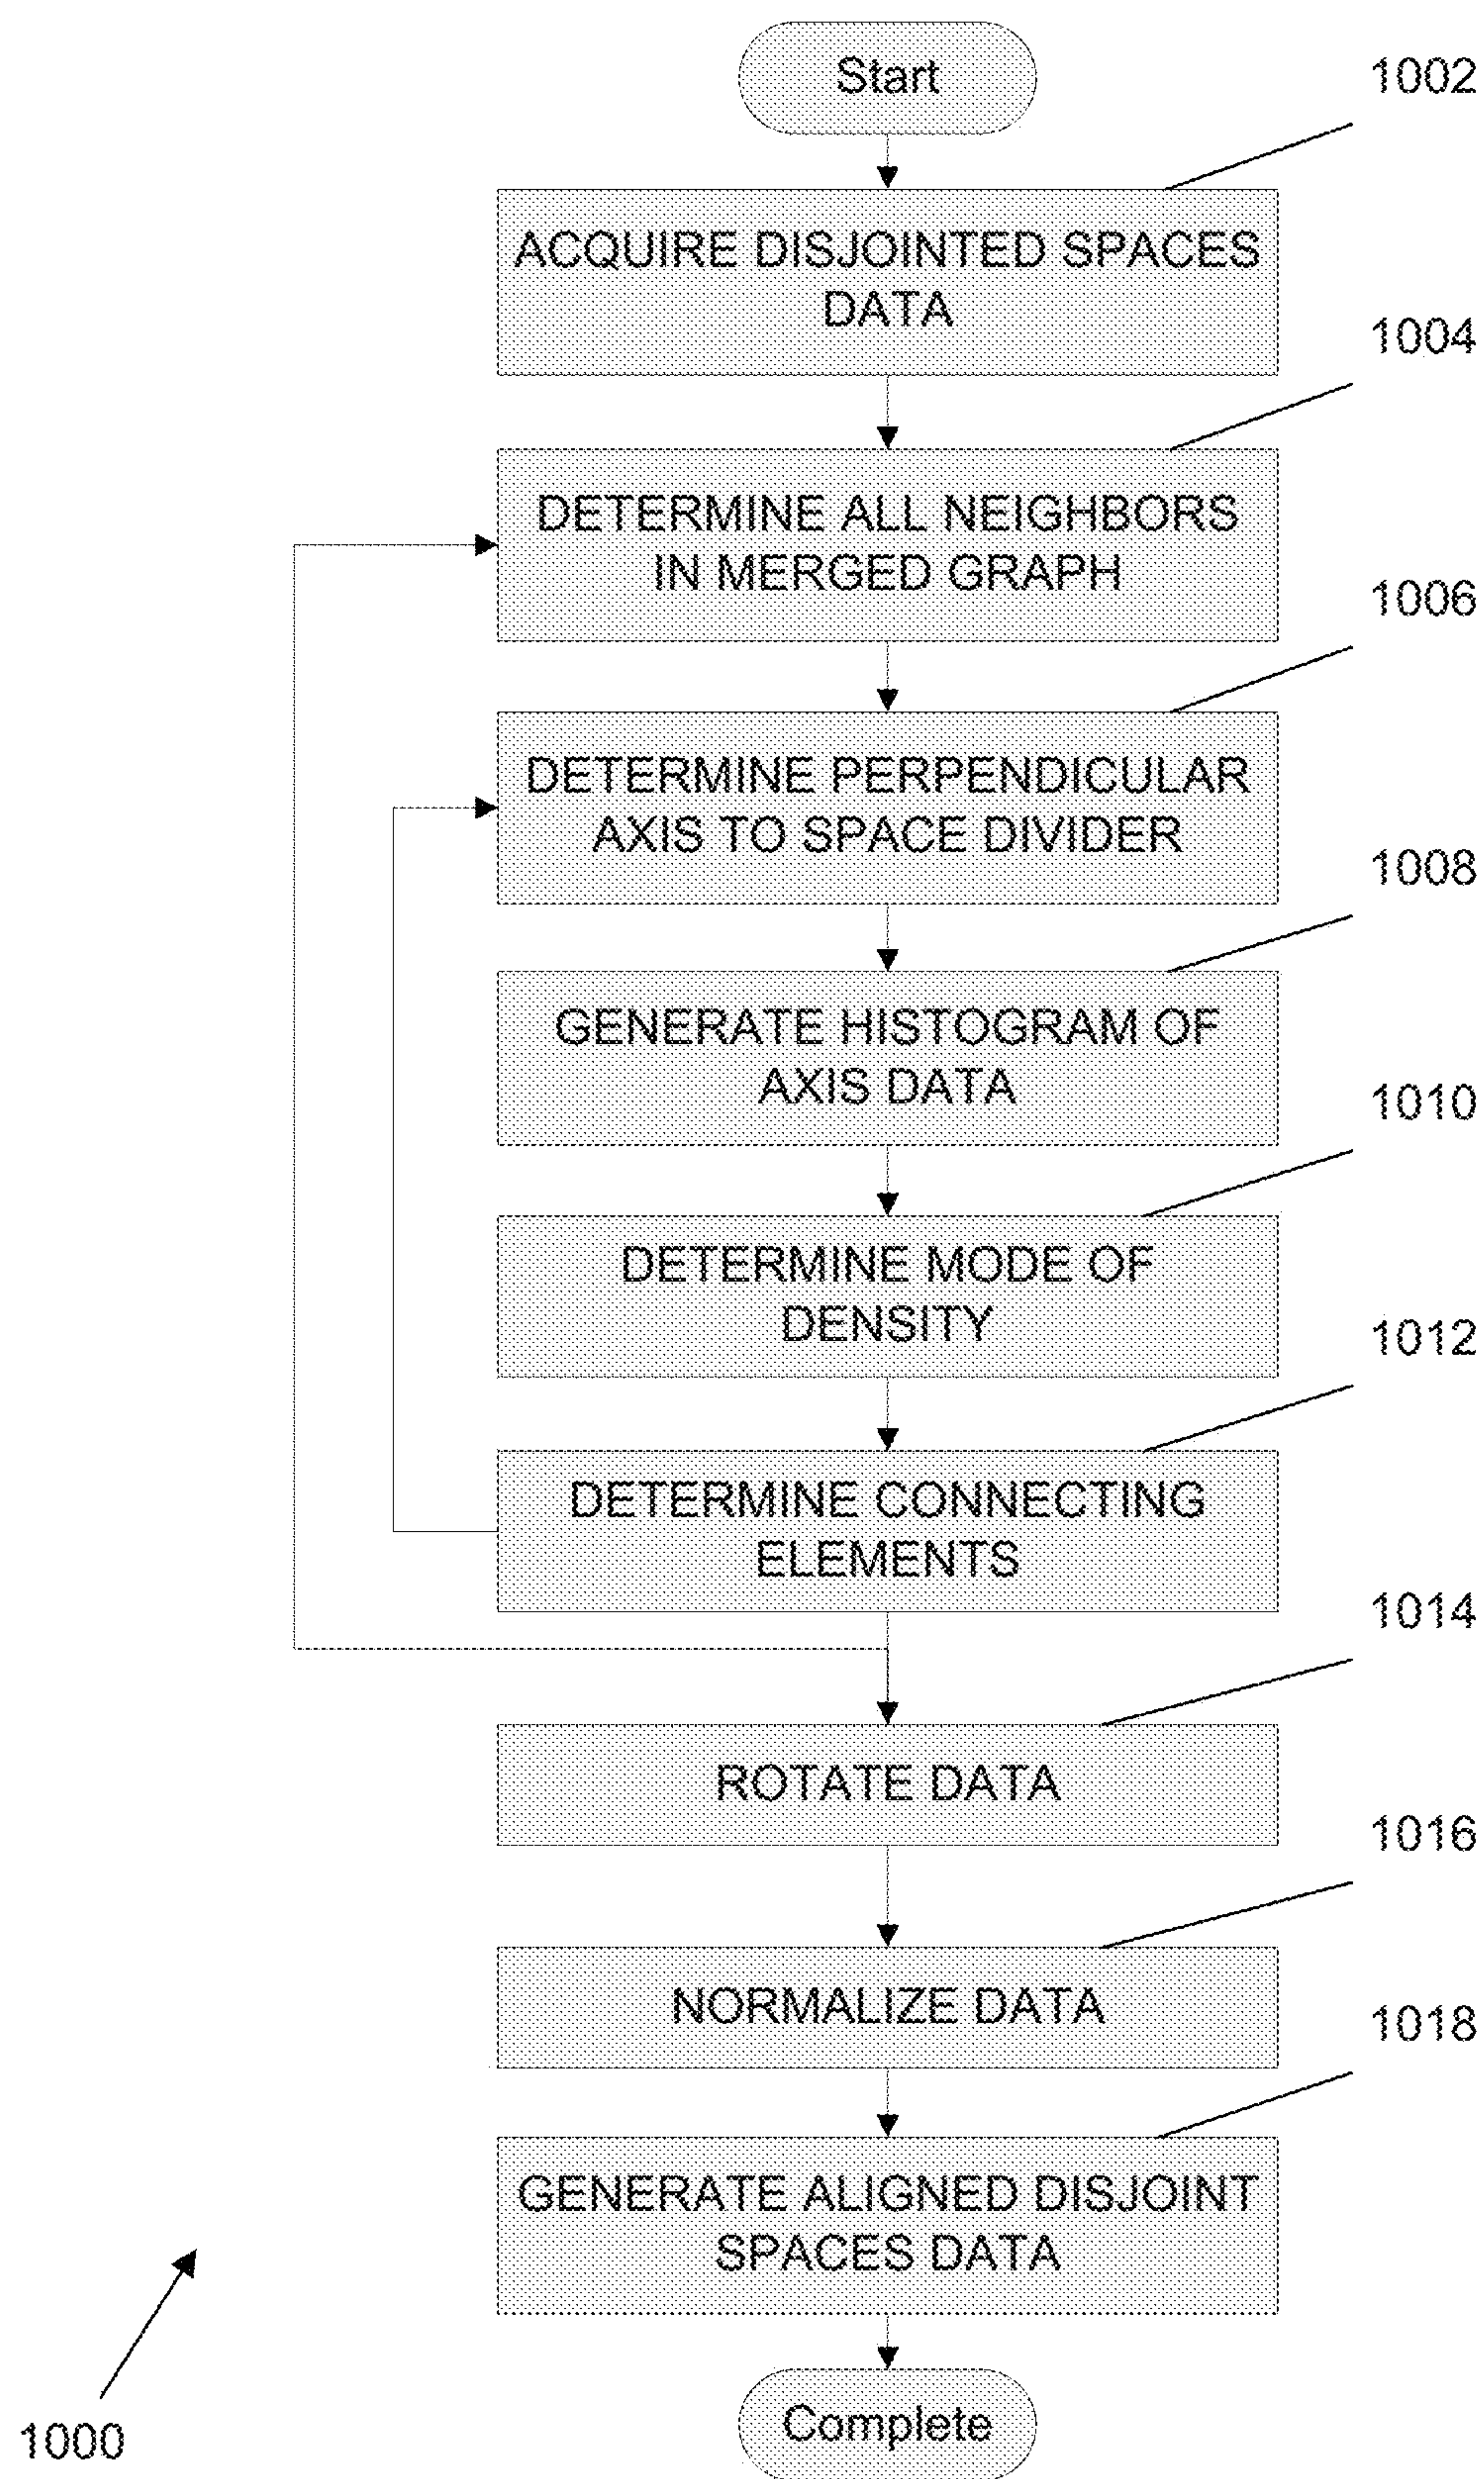 Start
1002
ACQUIRE DISJOINTED SPACES
DATA
1004
DETERMINE ALL NEIGHBORS
IN MERGED GRAPH
1006
DETERMINE PERPENDICULAR
AXIS TO SPACE DIVIDER
1008
GENERATE HISTOGRAM OF
AXIS DATA
1010
DETERMINE MODE OF
DENSITY
1012
DETERMINE CONNECTING
ELEMENTS
1014
ROTATE DATA
1016
NORMALIZE DATA
1018
GENERATE ALIGNED DISJOINT
SPACES DATA
Complete
1000